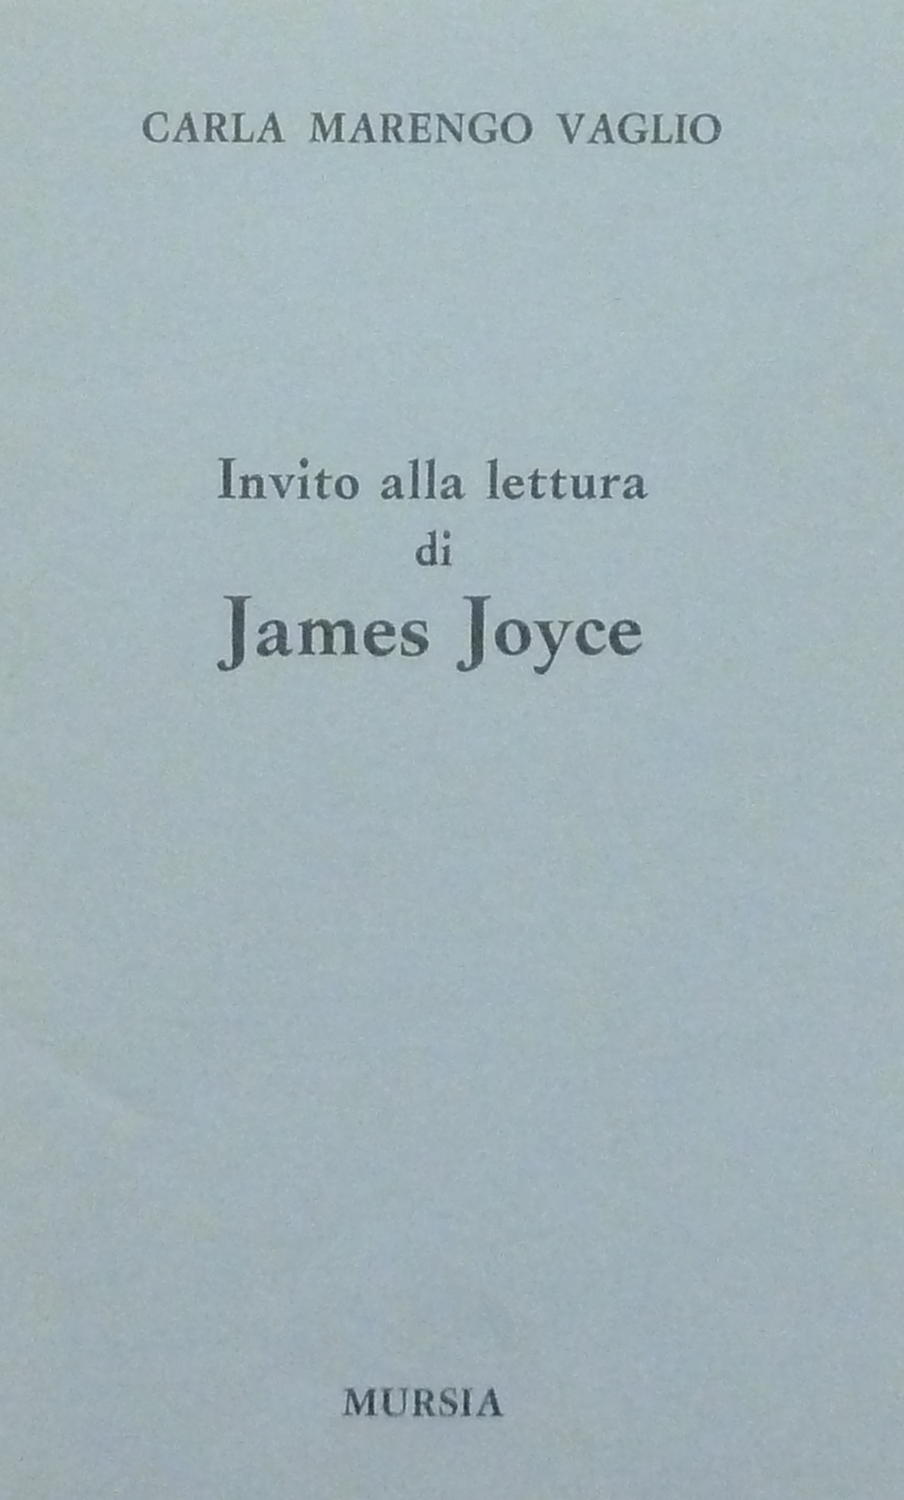 CARLA MARENGO VAGLIO
Invito alla lettura
di
James Joyce
MURSIA